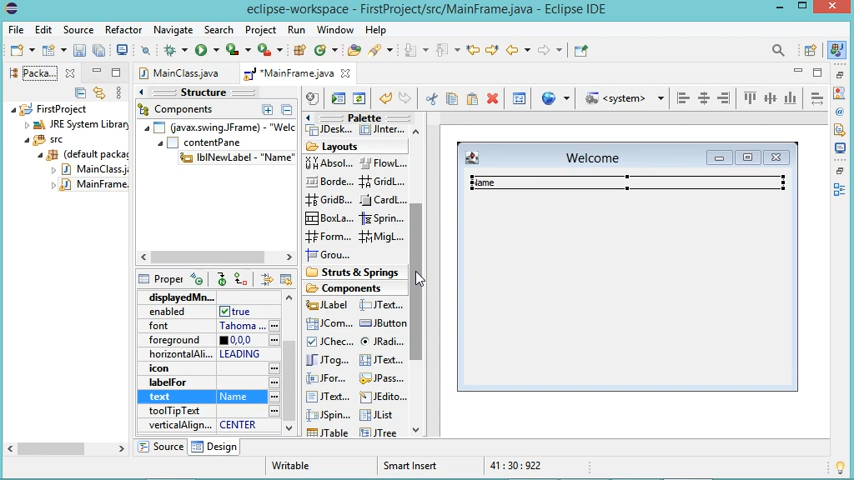 eclipse-workspace - FirstProject/src/MainFrame.java - Eclipse IDE
File Edit Source Refactor Navigate Search Project Run Window Help
Packa...
MainClass.java
*MainFrame.java
FirstProject
JRE System Library
src
(default packag
MainClass.ja
MainFrame.
Structure
Components
(javax.swing.JFrame) - "Welc
contentPane
lblNewLabel - "Name"
Proper
displayedMn...
enabled true
font Tahoma ...
foreground 0,0,0
horizontalAli... LEADING
icon
labelFor
text Name
toolTipText
verticalAlign... CENTER
Source Design
Palette
JDesk... JInter...
Layouts
Absol... FlowL...
Borde... GridL...
GridB... CardL...
BoxLa... Sprin...
Form... MigL...
Grou...
Struts & Springs
Components
JLabel JText...
JCom... JButton
JChec... JRadi...
JTog... JText...
JFor... JPass...
JText... JEdito...
JSpin... JList
JTable JTree
<system>
Welcome
Name
Writable Smart Insert 41 : 30 : 922